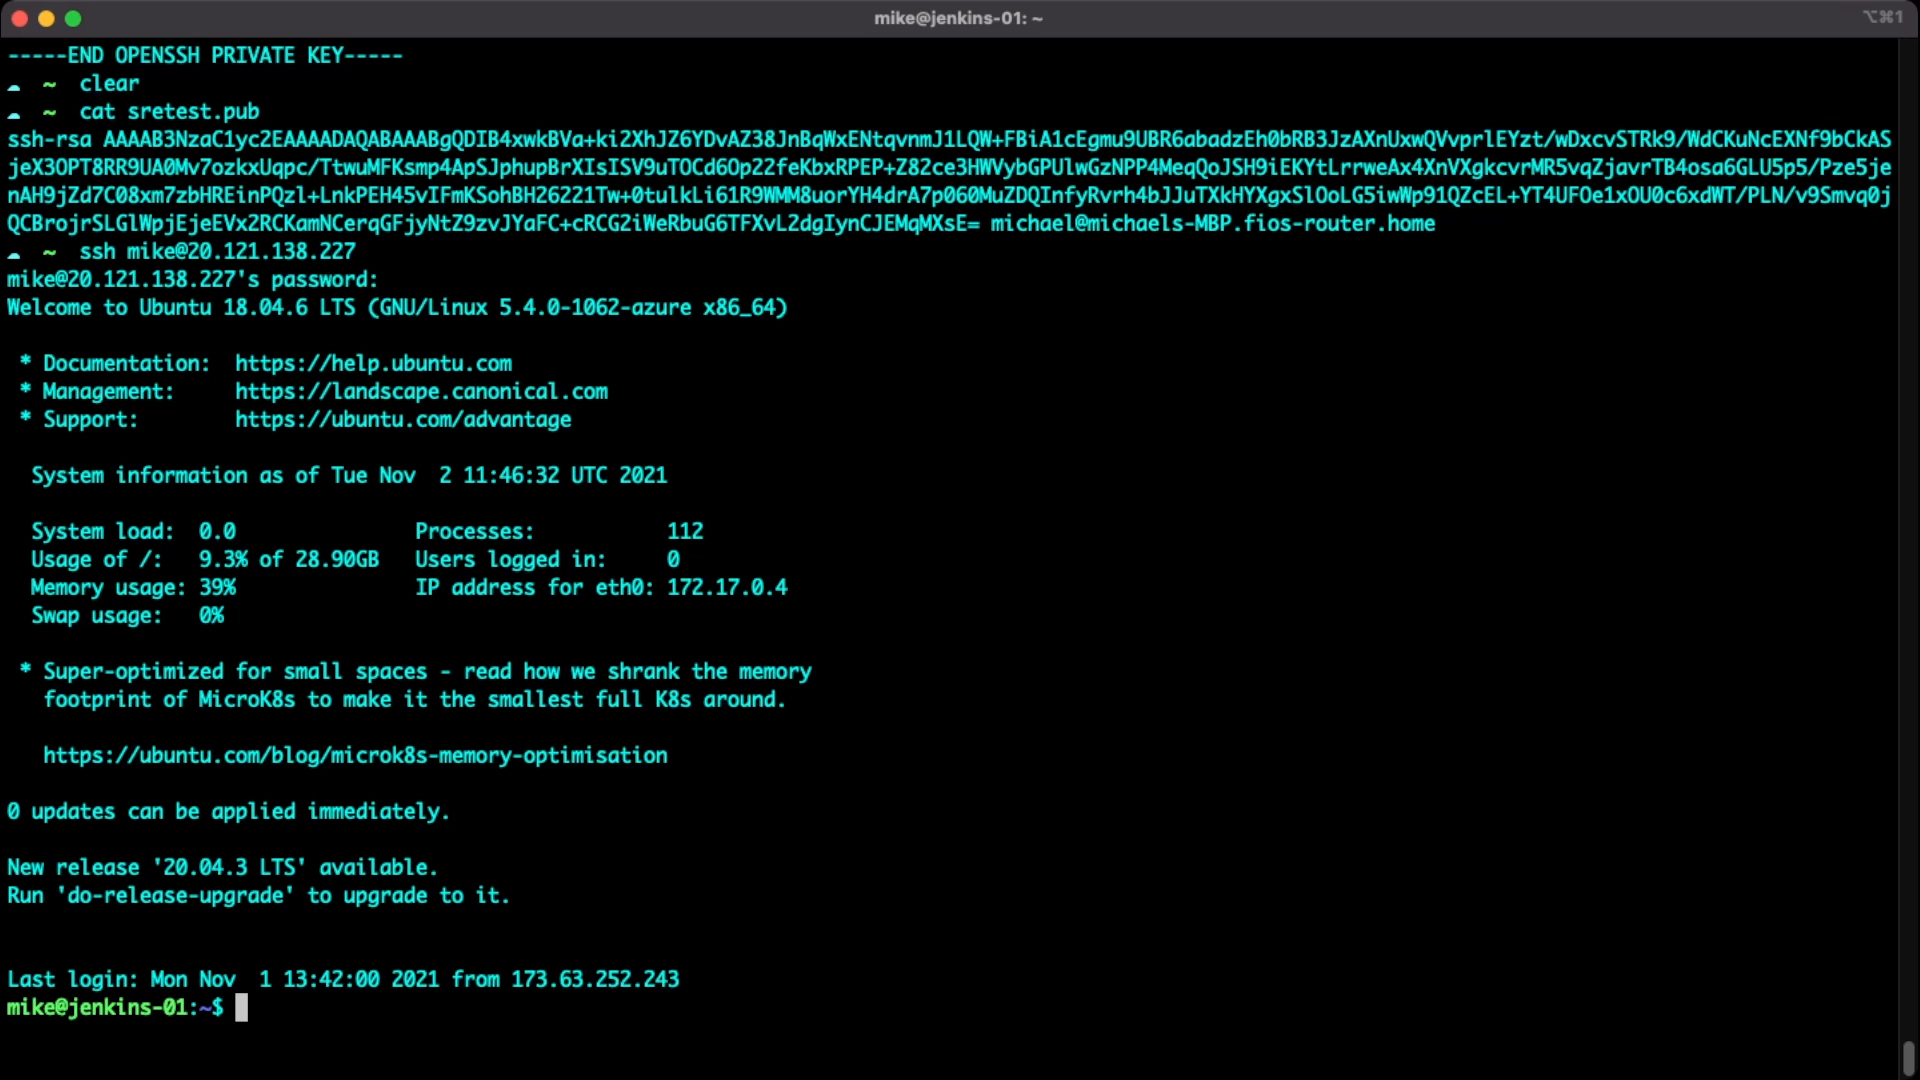 mike@jenkins-01: ~
⌥⌘1
-----END OPENSSH PRIVATE KEY-----
~ clear
~ cat sretest.pub
ssh-rsa AAAAB3NzaC1yc2EAAAADAQABAAABgQDIB4xwkBVa+ki2XhJZ6YDvAZ38JnBqWxENtqvnmJ1LQW+FBiA1cEgmu9UBR6abadzEh0bRB3JzAXnUxwQVvprlEYzt/wDxcvSTRk9/WdCKuNcEXNf9bCkAS
jeX3OPT8RR9UA0Mv7ozkxUqpc/TtwuMFKsmp4ApSJphupBrXIsISV9uTOCd6Op22feKbxRPEP+Z82ce3HWVybGPUlwGzNPP4MeqQoJSH9iEKYtLrrweAx4XnVXgkcvrMR5vqZjavrTB4osa6GLU5p5/Pze5je
nAH9jZd7C08xm7zbHREinPQzl+LnkPEH45vIFmKSohBH26221Tw+0tulkLi61R9WMM8uorYH4drA7p060MuZDQInfyRvrh4bJJuTXkHYXgxSlOoLG5iwWp91QZcEL+YT4UFOe1xOU0c6xdWT/PLN/v9Smvq0j
QCBrojrSLGlWpjEjeEVx2RCKamNCerqGFjyNtZ9zvJYaFC+cRCG2iWeRbuG6TFXvL2dgIynCJEMqMXsE= michael@michaels-MBP.fios-router.home
~ ssh mike@20.121.138.227
mike@20.121.138.227's password:
Welcome to Ubuntu 18.04.6 LTS (GNU/Linux 5.4.0-1062-azure x86_64)
* Documentation: https://help.ubuntu.com
* Management: https://landscape.canonical.com
* Support: https://ubuntu.com/advantage
System information as of Tue Nov 2 11:46:32 UTC 2021
System load: 0.0 Processes: 112
Usage of /: 9.3% of 28.90GB Users logged in: 0
Memory usage: 39% IP address for eth0: 172.17.0.4
Swap usage: 0%
* Super-optimized for small spaces - read how we shrank the memory
footprint of MicroK8s to make it the smallest full K8s around.
https://ubuntu.com/blog/microk8s-memory-optimisation
0 updates can be applied immediately.
New release '20.04.3 LTS' available.
Run 'do-release-upgrade' to upgrade to it.
Last login: Mon Nov 1 13:42:00 2021 from 173.63.252.243
mike@jenkins-01:~$